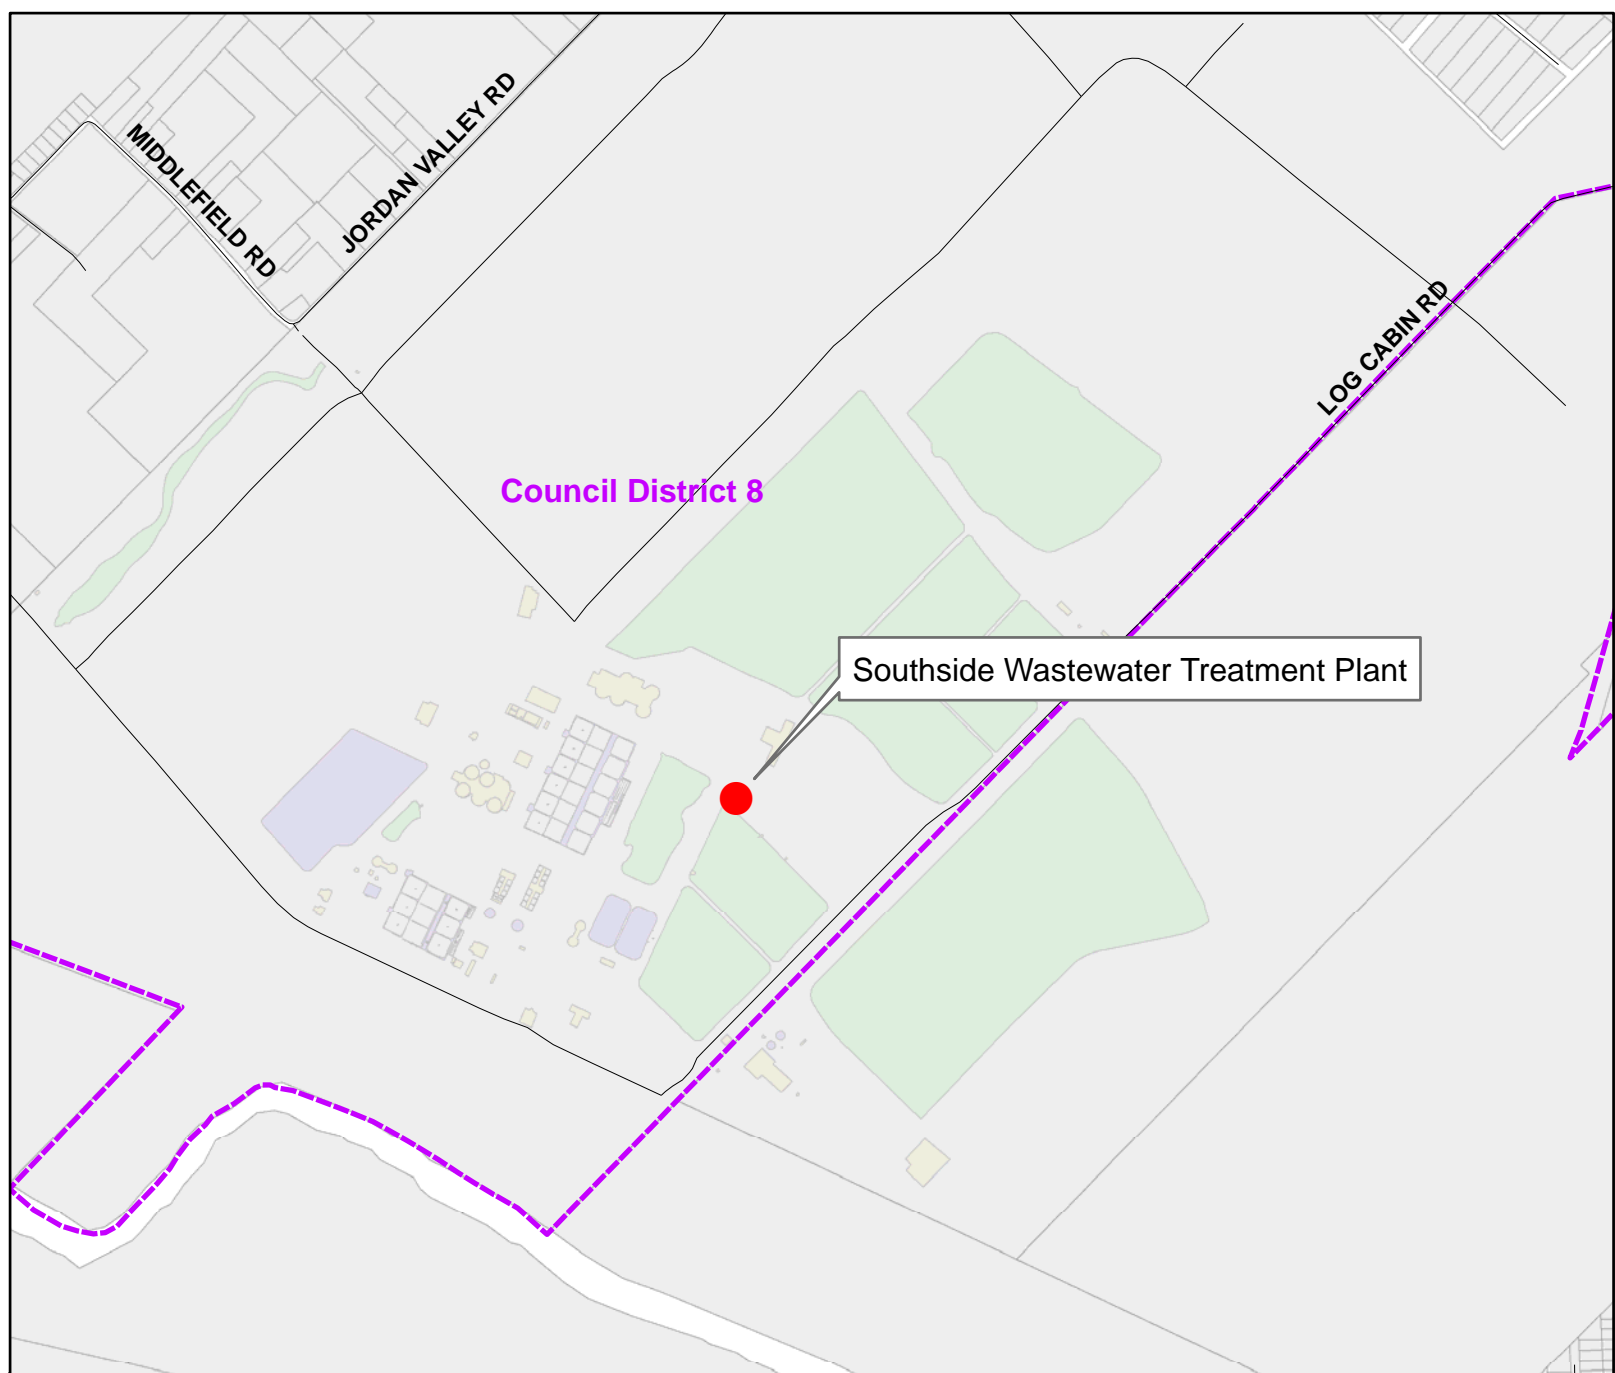 MIDDLEFIELD RD
JORDAN VALLEY RD
LOG CABIN RD
Council District 8
Southside Wastewater Treatment Plant